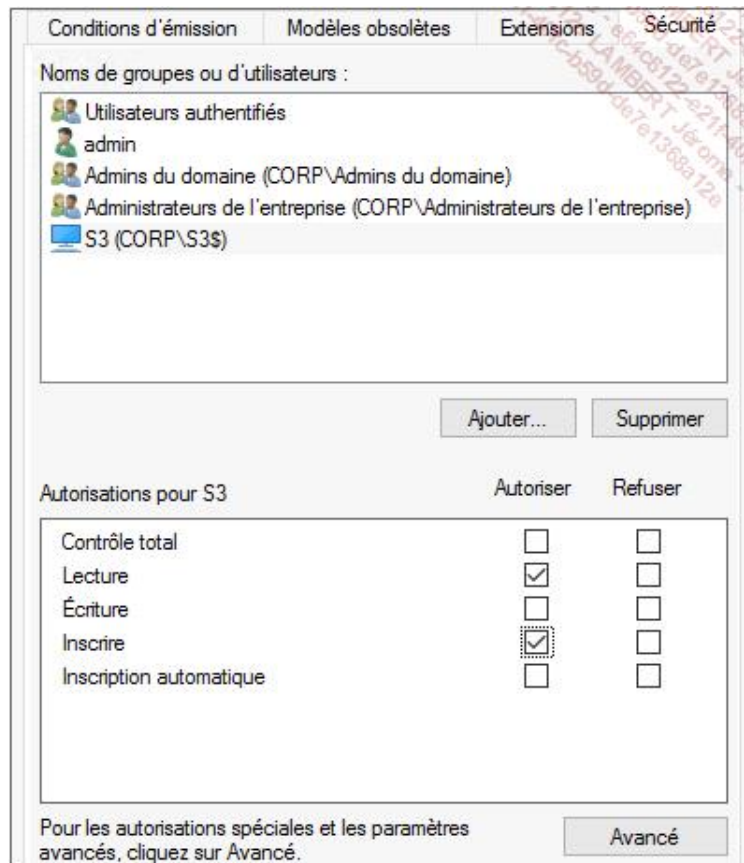 Conditions d'émission Modèles obsolètes Extensions Sécurité
Noms de groupes ou d'utilisateurs :
Utilisateurs authentifiés
admin
Admins du domaine (CORP\Admins du domaine)
Administrateurs de l'entreprise (CORP\Administrateurs de l'entreprise)
S3 (CORP\S3$)
Ajouter... Supprimer
Autorisations pour S3 Autoriser Refuser
Contrôle total
Lecture
Écriture
Inscrire
Inscription automatique
Pour les autorisations spéciales et les paramètres
avancés, cliquez sur Avancé.
Avancé